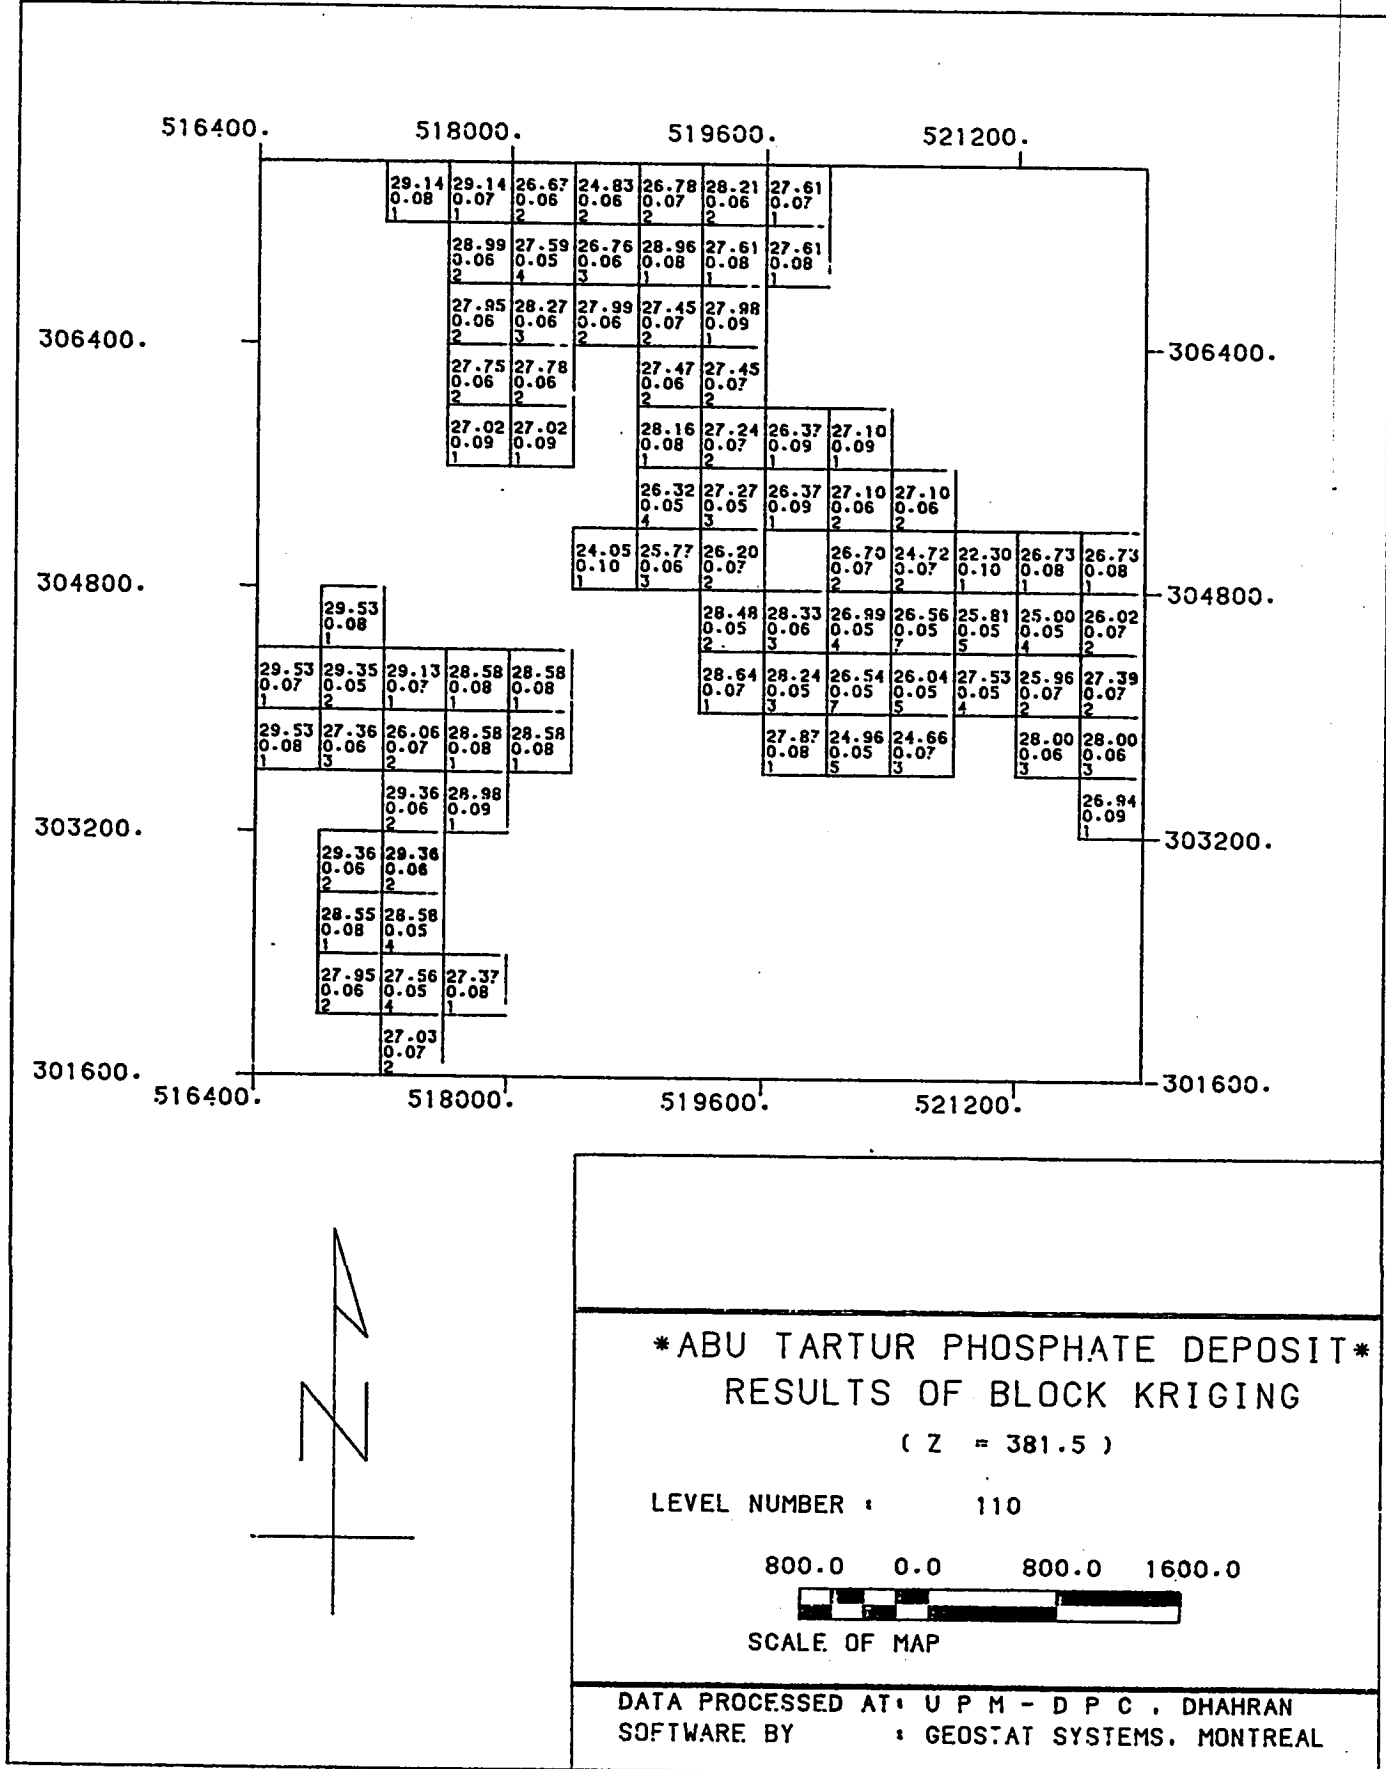 516400. 518000. 519600. 521200.
29.14 29.14 26.67 24.83 26.78 28.21 27.61
0.08 0.07 0.06 0.06 0.07 0.06 0.07
1 1 2 2 2 2 1
28.99 27.59 26.76 28.96 27.61 27.61
0.06 0.05 0.06 0.08 0.08 0.08
2 4 3 1 1 1
27.95 28.27 27.99 27.45 27.98
0.06 0.06 0.06 0.07 0.09
2 3 2 2 1
306400. 306400.
27.75 27.78 27.47 27.45
0.06 0.06 0.06 0.07
2 2 2 2
27.02 27.02 28.16 27.24 26.37 27.10
0.09 0.09 0.08 0.07 0.09 0.09
1 1 1 2 1 1
26.32 27.27 26.37 27.10 27.10
0.05 0.05 0.09 0.06 0.06
4 3 1 2 2
24.05 25.77 26.20 26.70 24.72 22.30 26.73 26.73
0.10 0.06 0.07 0.07 0.07 0.10 0.08 0.08
1 3 2 2 2 1 1 1
304800. 304800.
29.53 28.48 28.33 26.99 26.56 25.81 25.00 26.02
0.08 0.05 0.06 0.05 0.05 0.05 0.05 0.07
1 2 3 4 7 5 4 2
29.53 29.35 29.13 28.58 28.58 28.64 28.24 26.54 26.04 27.53 25.96 27.39
0.07 0.05 0.07 0.08 0.08 0.07 0.05 0.05 0.05 0.05 0.07 0.07
1 2 1 1 1 1 3 7 5 4 2 2
29.53 27.36 26.06 28.58 28.58 27.87 24.96 24.66 28.00 28.00
0.08 0.06 0.07 0.08 0.08 0.08 0.05 0.07 0.06 0.06
1 3 2 1 1 1 5 3 3 3
29.36 28.98 26.94
0.06 0.09 0.09
2 1 1
303200. 303200.
29.36 29.36
0.06 0.06
2 2
28.55 28.58
0.08 0.05
1 4
27.95 27.56 27.37
0.06 0.05 0.08
2 4 1
27.03
0.07
2
301600. 301600.
516400. 518000. 519600. 521200.
N
*ABU TARTUR PHOSPHATE DEPOSIT*
RESULTS OF BLOCK KRIGING
( Z = 381.5 )
LEVEL NUMBER : 110
800.0 0.0 800.0 1600.0
SCALE OF MAP
DATA PROCESSED AT: U P M - D P C , DHAHRAN
SOFTWARE BY : GEOSTAT SYSTEMS, MONTREAL